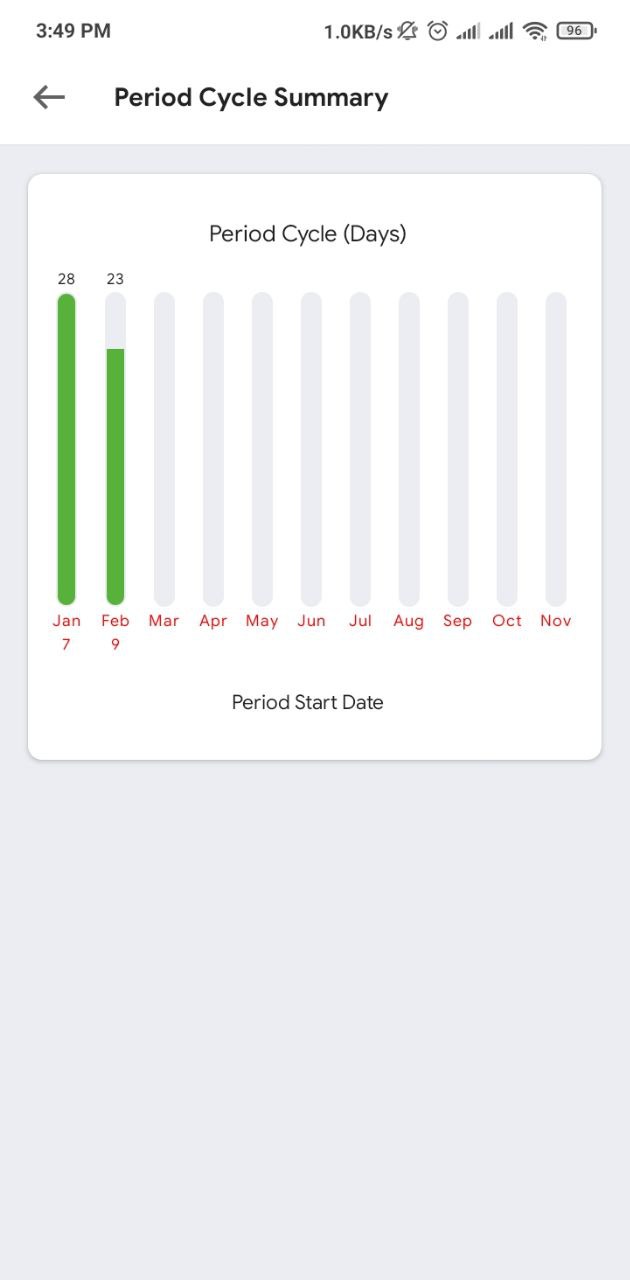 3:49 PM 1.0KB/s 96
Period Cycle Summary
Period Cycle (Days)
28 23
Jan Feb Mar Apr May Jun Jul Aug Sep Oct Nov
7 9
Period Start Date